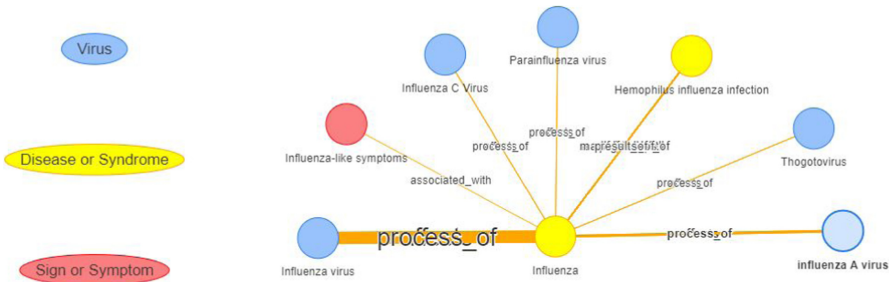 Virus
Disease or Syndrome
Sign or Symptom
Parainfluenza virus
Influenza C Virus
Hemophilus influenza infection
Influenza-like symptoms
Thogotovirus
process_of
process_of
associated_with
process_of
process_of
process_of
Influenza virus
Influenza
influenza A virus